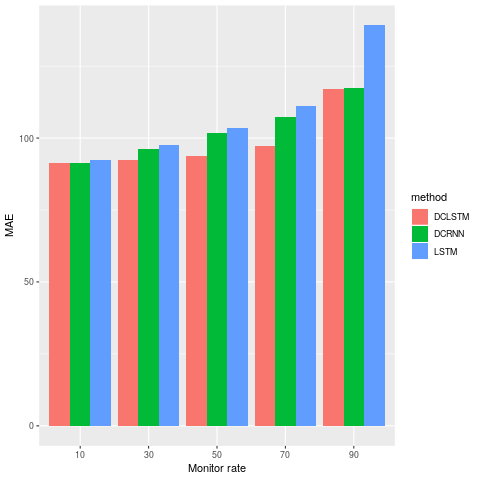 100
50
0
MAE
10 30 50 70 90
Monitor rate
method
DCLSTM
DCRNN
LSTM